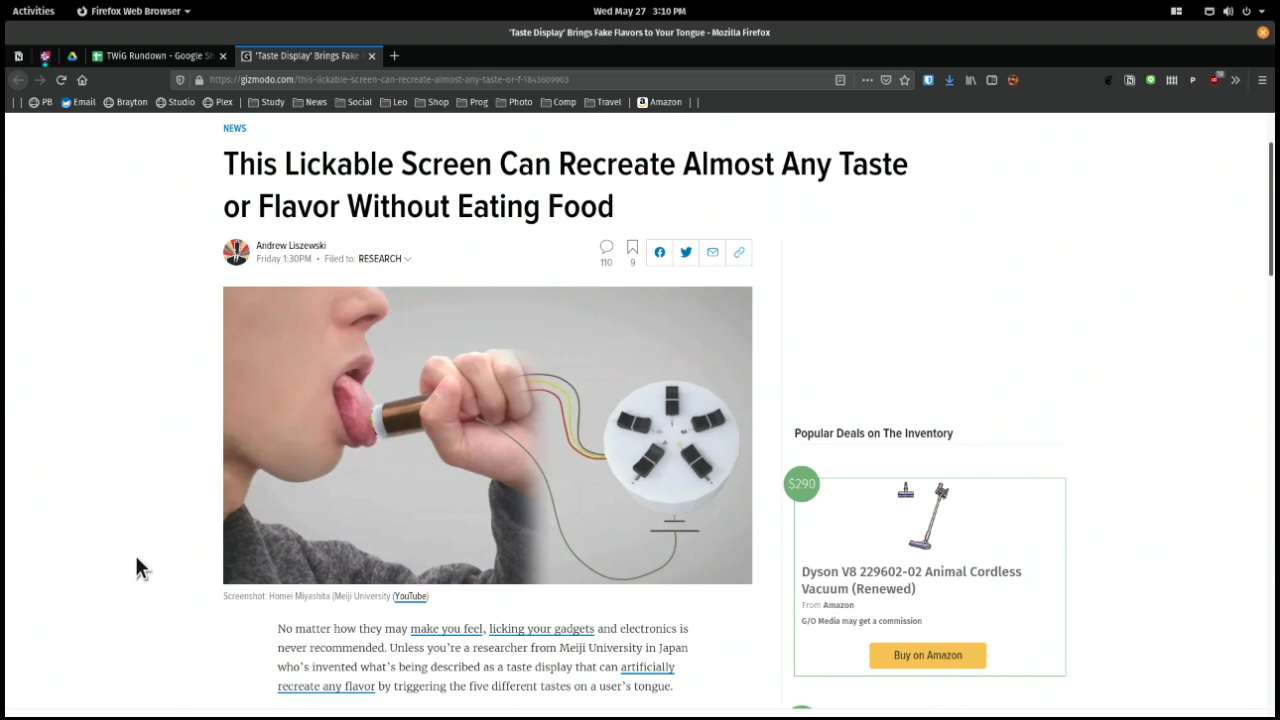 Activities
Firefox Web Browser
Wed May 27 3:10 PM
'Taste Display' Brings Fake Flavors to Your Tongue - Mozilla Firefox
TWiG Rundown - Google Sh
'Taste Display' Brings Fake
https://gizmodo.com/this-lickable-screen-can-recreate-almost-any-taste-or-f-1843609903
PB
Email
Brayton
Studio
Plex
Study
News
Social
Leo
Shop
Prog
Photo
Comp
Travel
Amazon
NEWS
This Lickable Screen Can Recreate Almost Any Taste
or Flavor Without Eating Food
Andrew Liszewski
Friday 1:30PM • Filed to: RESEARCH
110
9
Screenshot: Homei Miyashita (Meiji University (YouTube)
No matter how they may make you feel, licking your gadgets and electronics is
never recommended. Unless you're a researcher from Meiji University in Japan
who's invented what's being described as a taste display that can artificially
recreate any flavor by triggering the five different tastes on a user's tongue.
Popular Deals on The Inventory
$290
Dyson V8 229602-02 Animal Cordless
Vacuum (Renewed)
From Amazon
G/O Media may get a commission
Buy on Amazon